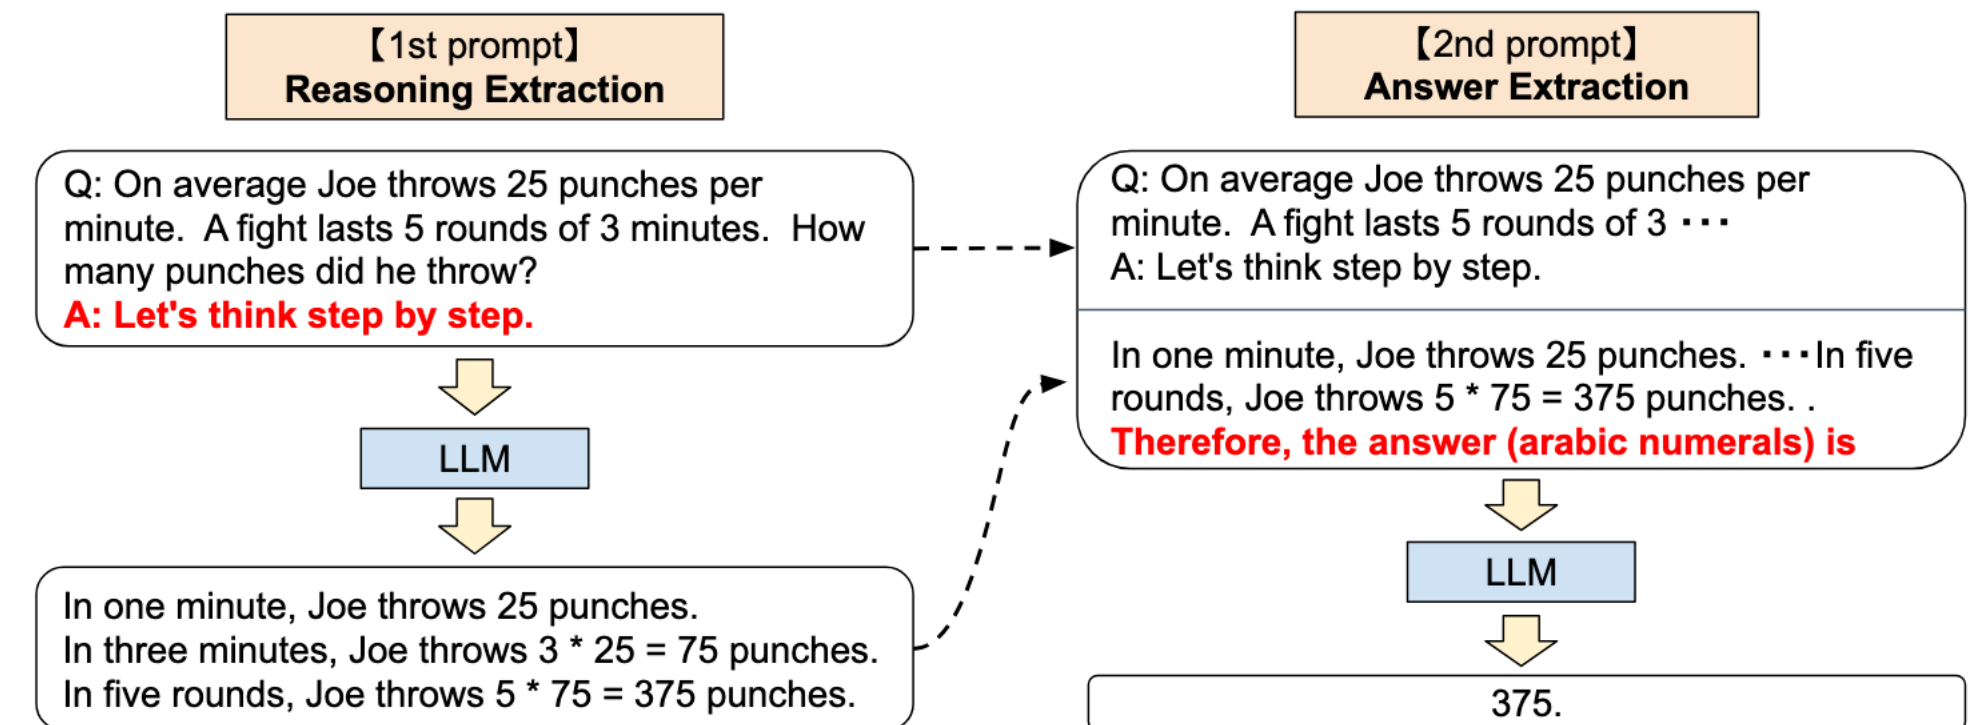 【1st prompt】
Reasoning Extraction
Q: On average Joe throws 25 punches per
minute.  A fight lasts 5 rounds of 3 minutes.  How
many punches did he throw?
A: Let's think step by step.
LLM
In one minute, Joe throws 25 punches.
In three minutes, Joe throws 3 * 25 = 75 punches.
In five rounds, Joe throws 5 * 75 = 375 punches.
【2nd prompt】
Answer Extraction
Q: On average Joe throws 25 punches per
minute.  A fight lasts 5 rounds of 3 ・・・
A: Let's think step by step.
In one minute, Joe throws 25 punches. ・・・In five
rounds, Joe throws 5 * 75 = 375 punches. .
Therefore, the answer (arabic numerals) is
LLM
375.